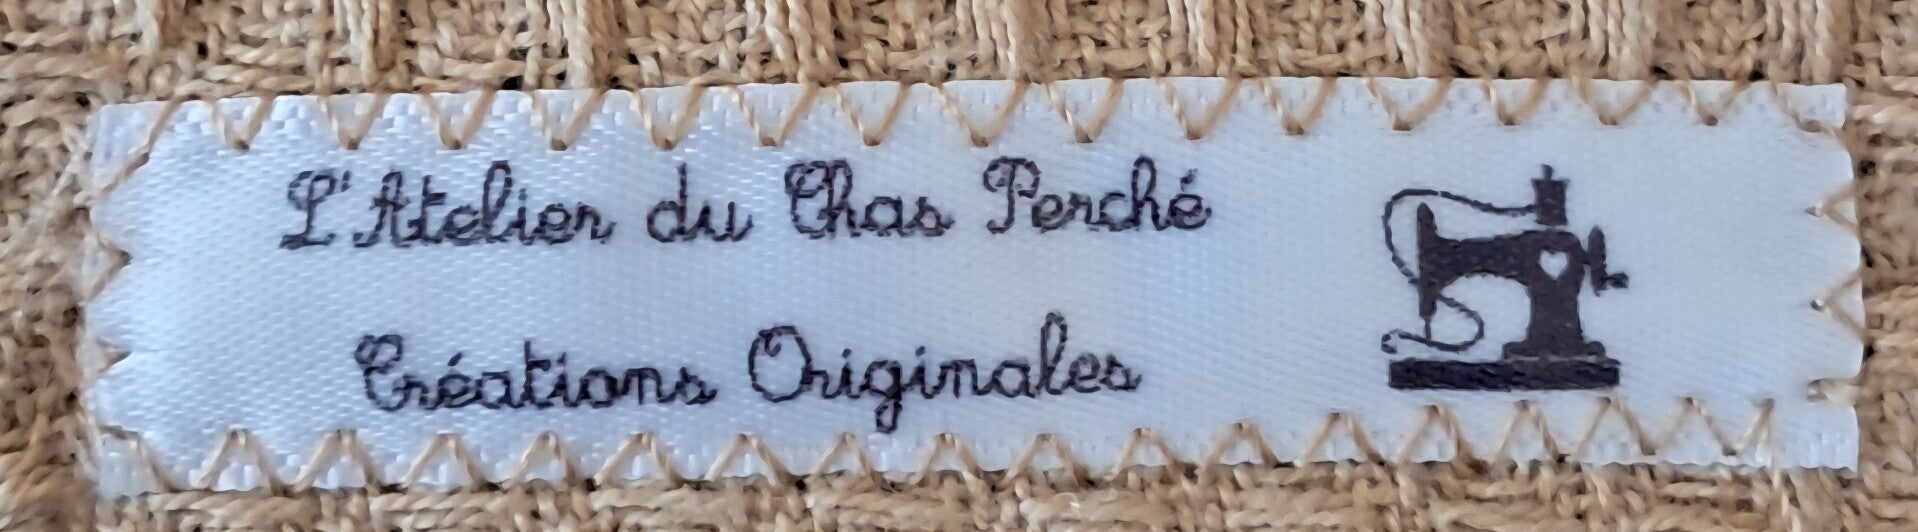 L'Atelier du Chas Perché
Créations Originales